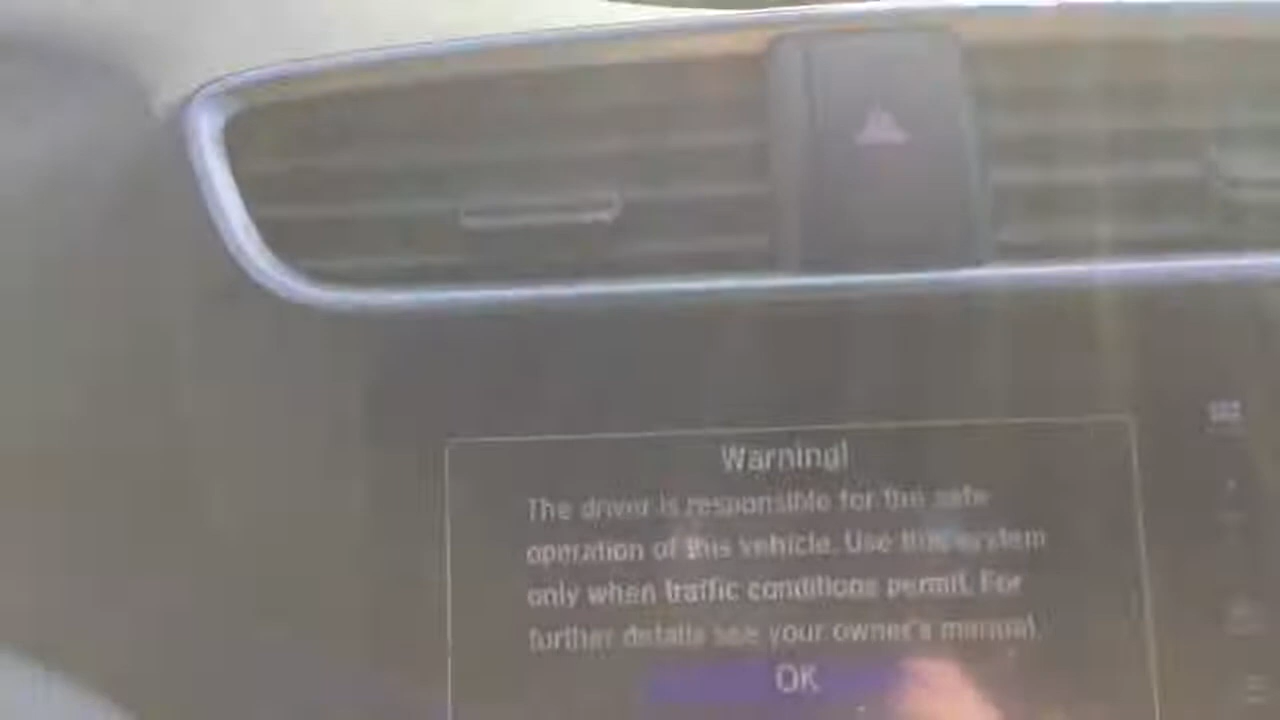 Warning!
The driver is responsible for the safe
operation of this vehicle. Use this system
only when traffic conditions permit. For
further details see your owner's manual.
OK